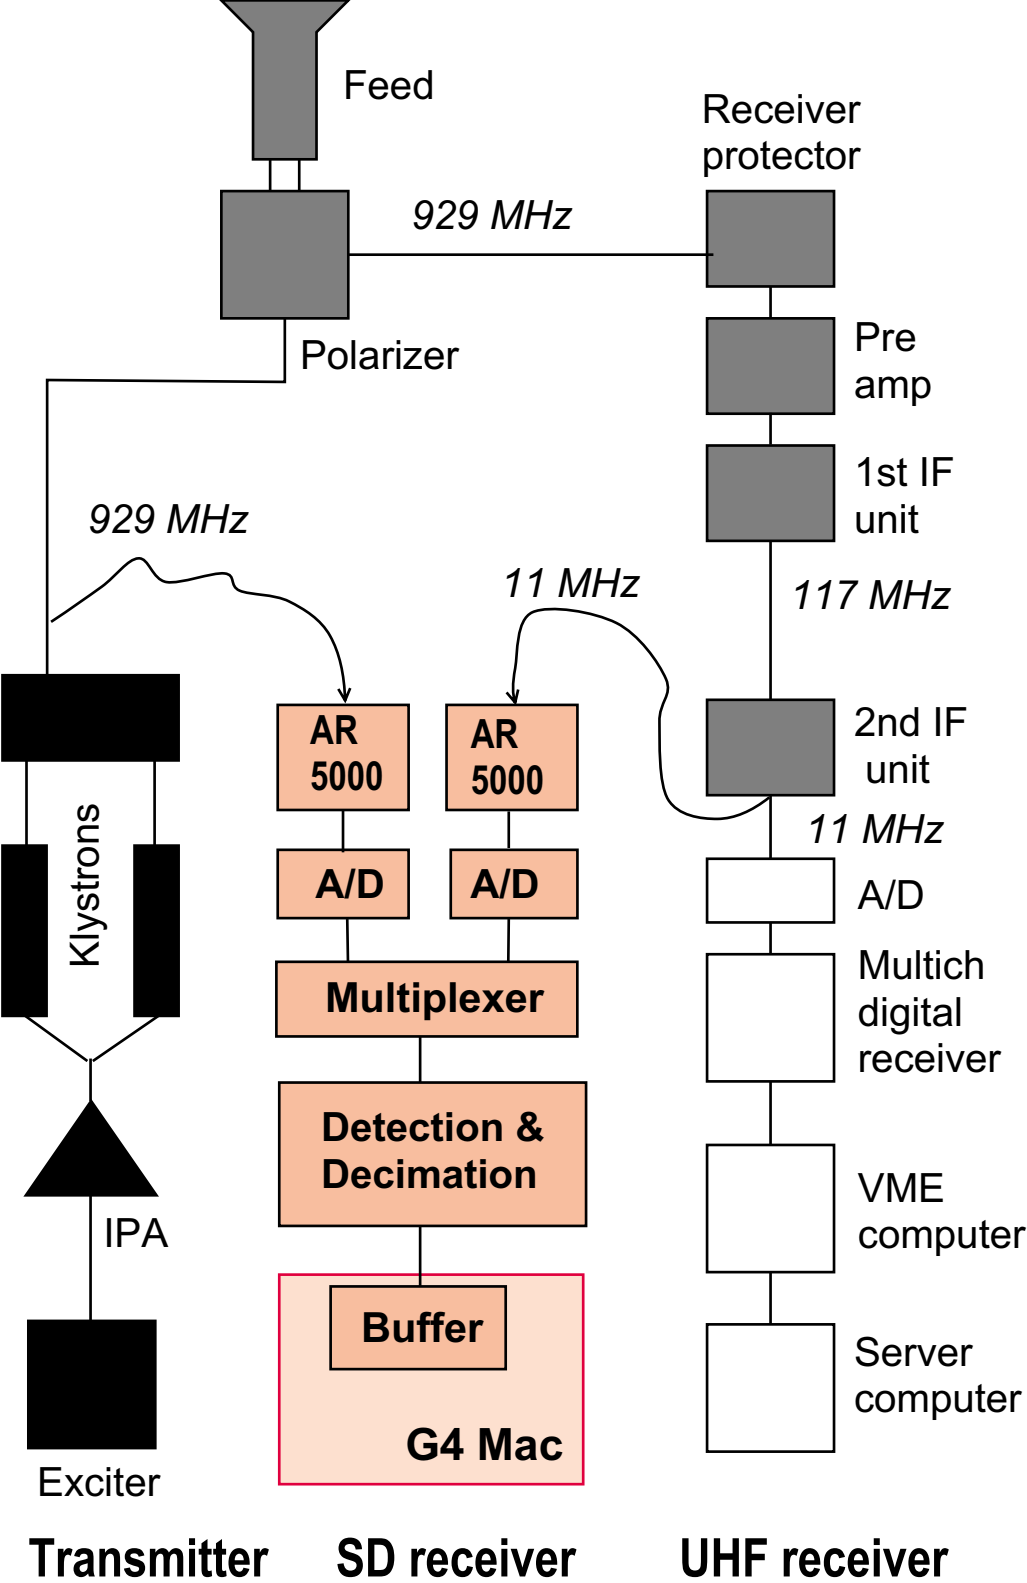 Feed
Receiver
protector
929 MHz
Polarizer
Pre
amp
1st IF
unit
929 MHz
11 MHz
117 MHz
AR
5000
AR
5000
2nd IF
unit
11 MHz
Klystrons
A/D
A/D
A/D
Multiplexer
Multich
digital
receiver
Detection &
Decimation
IPA
VME
computer
Buffer
G4 Mac
Server
computer
Exciter
Transmitter
SD receiver
UHF receiver